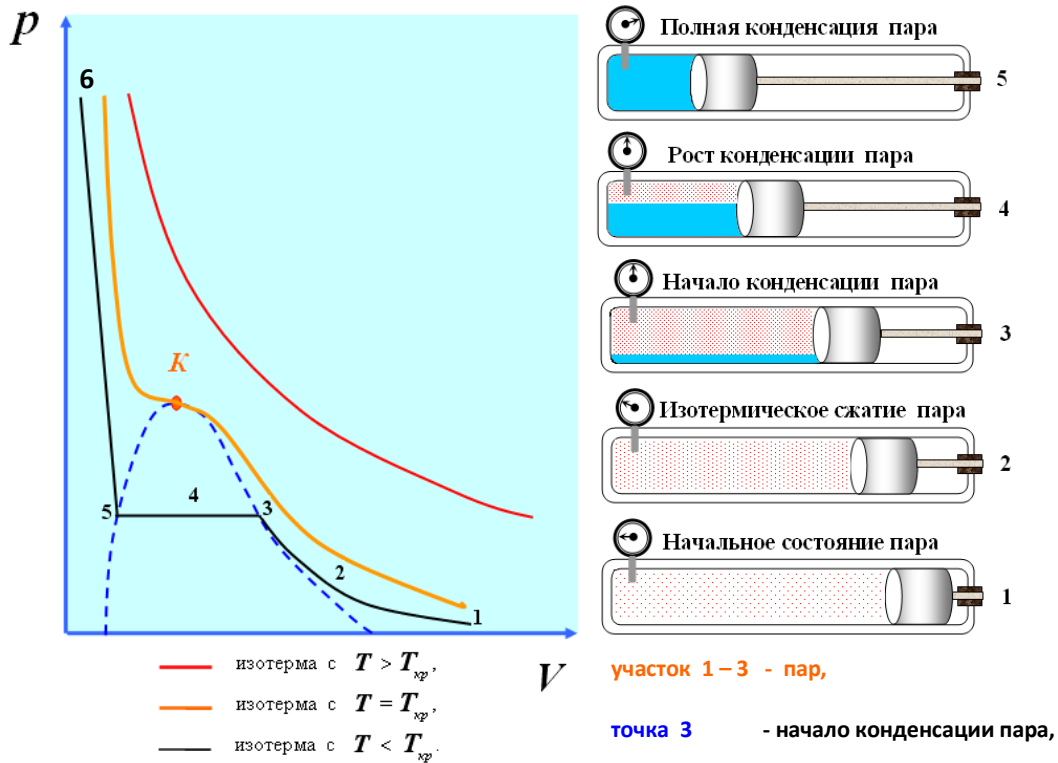 p
6
K
4
5
3
2
1
V
изотерма с T > Tкр,
изотерма с T = Tкр,
изотерма с T < Tкр.
Полная конденсация пара
5
Рост конденсации пара
4
Начало конденсации пара
3
Изотермическое сжатие пара
2
Начальное состояние пара
1
участок 1 – 3 - пар,
точка 3 - начало конденсации пара,